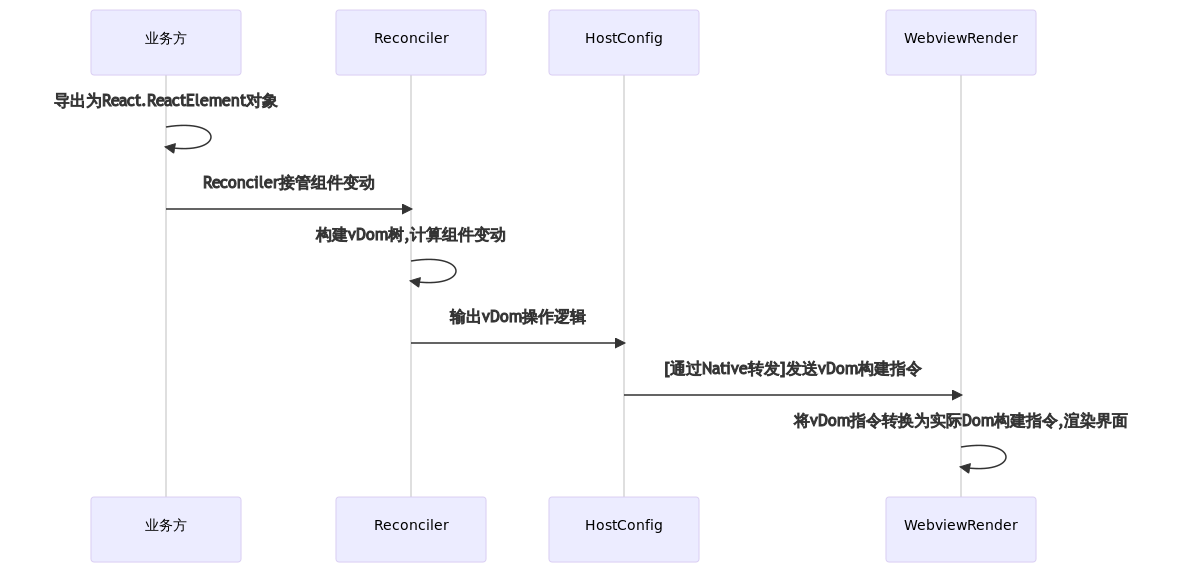 业务方
Reconciler
HostConfig
WebviewRender
导出为React.ReactElement对象
Reconciler接管组件变动
构建vDom树,计算组件变动
输出vDom操作逻辑
[通过Native转发]发送vDom构建指令
将vDom指令转换为实际Dom构建指令,渲染界面
业务方
Reconciler
HostConfig
WebviewRender